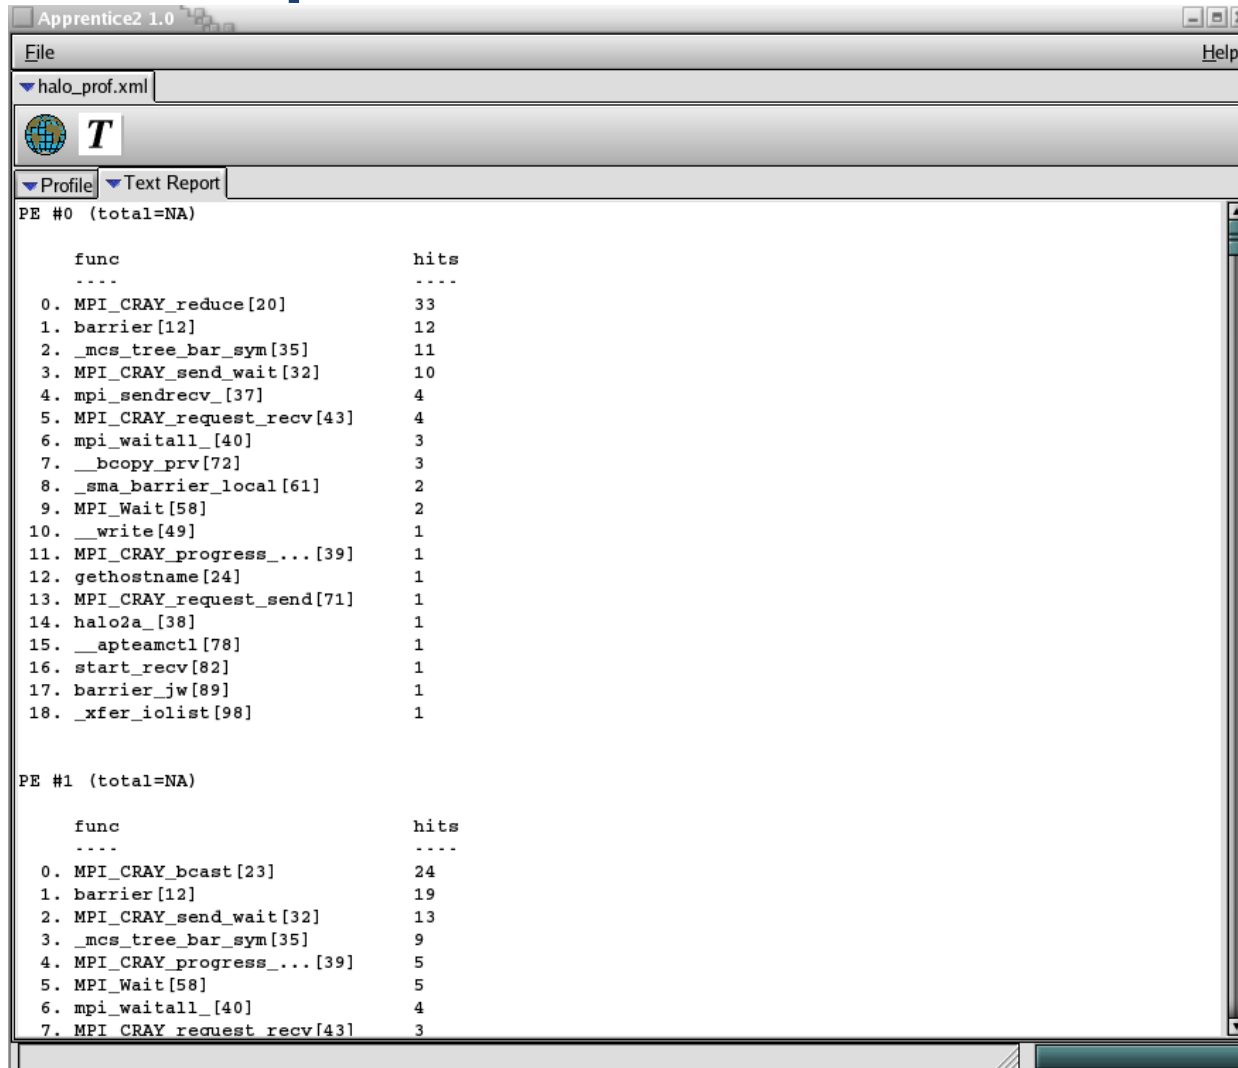 Apprentice2 1.0
File Help
halo_prof.xml
T
Profile Text Report
PE #0 (total=NA)
func hits
---- ----
0. MPI_CRAY_reduce[20] 33
1. barrier[12] 12
2. _mcs_tree_bar_sym[35] 11
3. MPI_CRAY_send_wait[32] 10
4. mpi_sendrecv_[37] 4
5. MPI_CRAY_request_recv[43] 4
6. mpi_waitall_[40] 3
7. __bcopy_prv[72] 3
8. _sma_barrier_local[61] 2
9. MPI_Wait[58] 2
10. __write[49] 1
11. MPI_CRAY_progress_...[39] 1
12. gethostname[24] 1
13. MPI_CRAY_request_send[71] 1
14. halo2a_[38] 1
15. __apteamctl[78] 1
16. start_recv[82] 1
17. barrier_jw[89] 1
18. _xfer_iolist[98] 1
PE #1 (total=NA)
func hits
---- ----
0. MPI_CRAY_bcast[23] 24
1. barrier[12] 19
2. MPI_CRAY_send_wait[32] 13
3. _mcs_tree_bar_sym[35] 9
4. MPI_CRAY_progress_...[39] 5
5. MPI_Wait[58] 5
6. mpi_waitall_[40] 4
7. MPI_CRAY_request_recv[43] 3